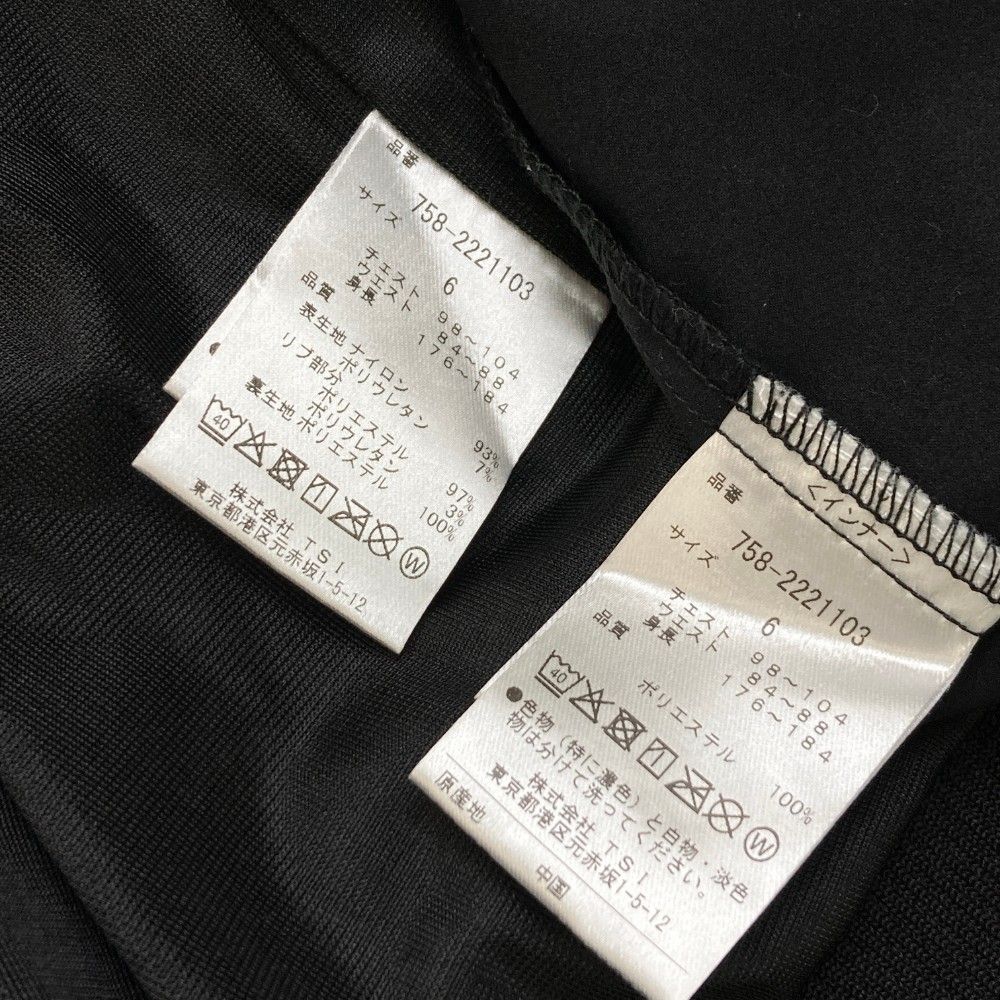 品番
758-2221103
サイズ
6
チェスト 98～104
ウエスト 84～88
身長 176～184
品質
表生地 ナイロン 93%
ポリウレタン 7%
リブ部分 ポリエステル 97%
ポリウレタン 3%
裏生地 ポリエステル 100%
40
W
株式会社 TSI
東京都港区元赤坂1-5-12
<インナー>
品番
758-2221103
サイズ
6
チェスト 98～104
ウエスト 84～88
身長 176～184
品質
ポリエステル 100%
40
W
●色物(特に濃色)と白物・淡色
物は分けて洗ってください。
株式会社 TSI
東京都港区元赤坂1-5-12
原産地 中国